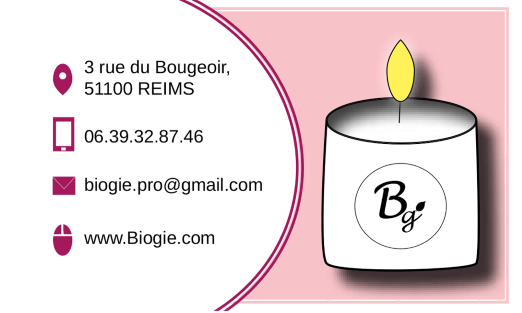 3 rue du Bougeoir,
51100 REIMS
06.39.32.87.46
biogie.pro@gmail.com
www.Biogie.com
Bg